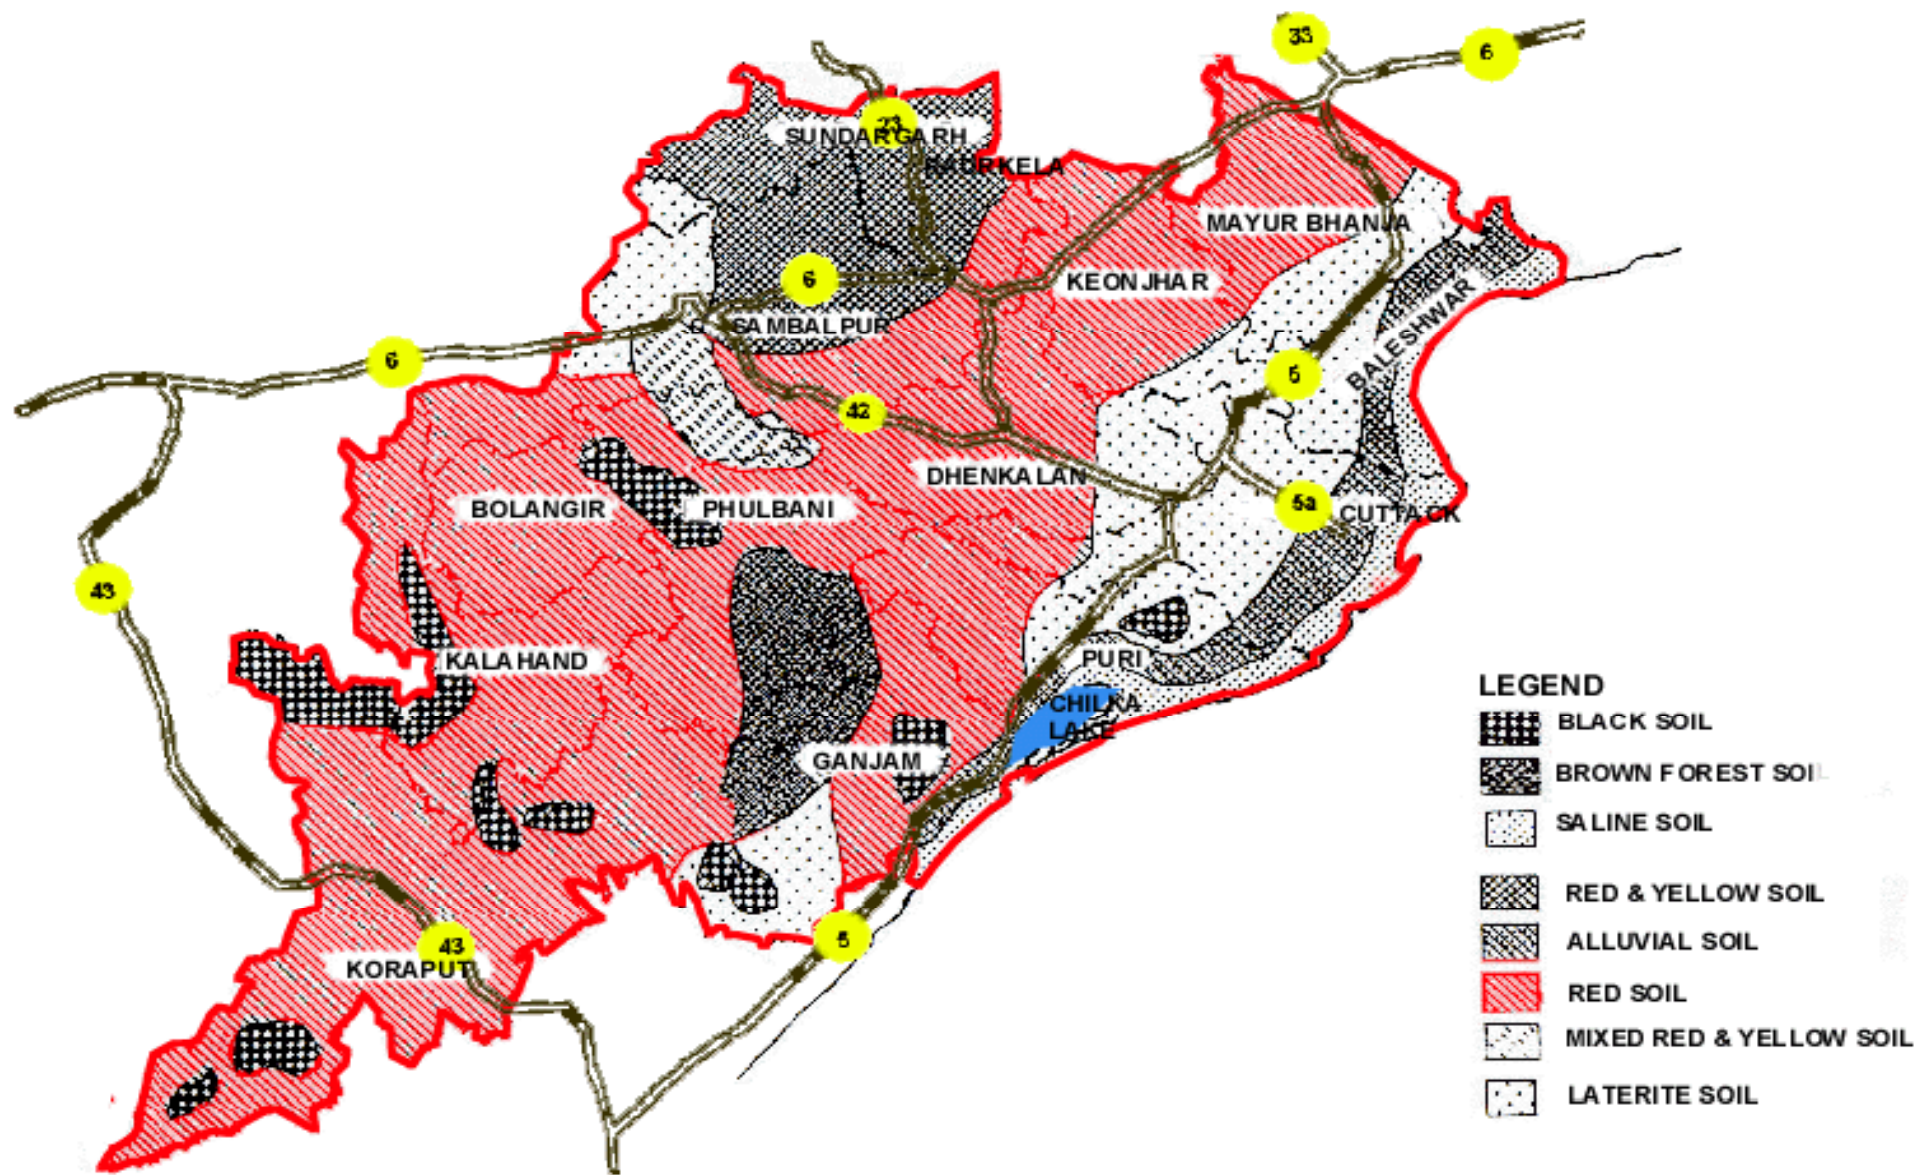 33
6
23
SUNDARGARH
RAURKELA
MAYUR BHANJA
6
KEONJHAR
SAMBALPUR
BALESHWAR
6
5
42
DHENKALAN
BOLANGIR
PHULBANI
5a
CUTTACK
43
KALAHAND
PURI
CHILKA
LAKE
GANJAM
5
43
KORAPUT
LEGEND
BLACK SOIL
BROWN FOREST SOIL
SALINE SOIL
RED & YELLOW SOIL
ALLUVIAL SOIL
RED SOIL
MIXED RED & YELLOW SOIL
LATERITE SOIL